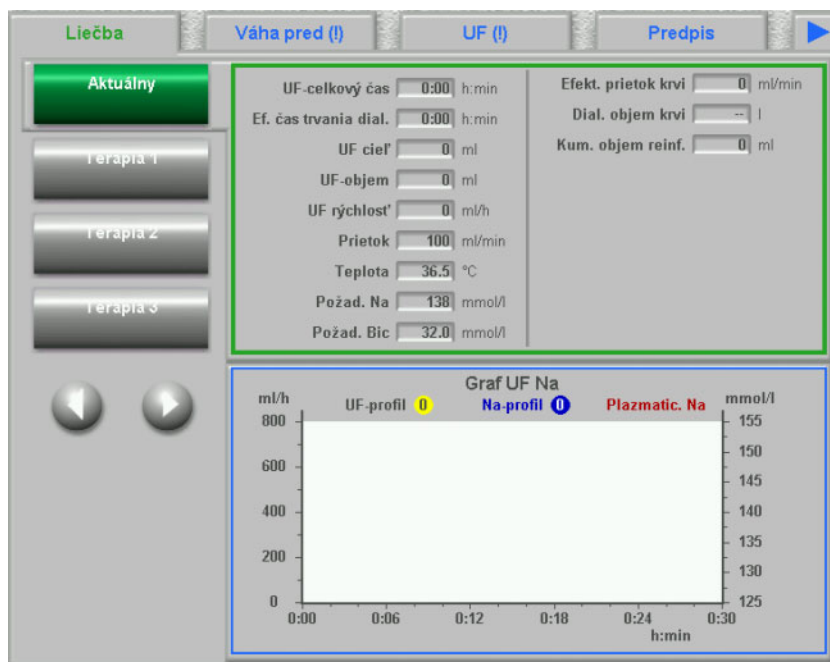 Liečba
Váha pred (!)
UF (!)
Predpis
Aktuálny
Terapia 1
Terapia 2
Terapia 3
UF-celkový čas 0:00 h:min
Ef. čas trvania dial. 0:00 h:min
UF cieľ 0 ml
UF-objem 0 ml
UF rýchlosť 0 ml/h
Prietok 100 ml/min
Teplota 36.5 °C
Požad. Na 138 mmol/l
Požad. Bic 32.0 mmol/l
Efekt. prietok krvi 0 ml/min
Dial. objem krvi -- l
Kum. objem reinf. 0 ml
Graf UF Na
ml/h
UF-profil 0 Na-profil 0 Plazmatic. Na
mmol/l
800
600
400
200
0
155
150
145
140
135
130
125
0:00 0:06 0:12 0:18 0:24 0:30
h:min